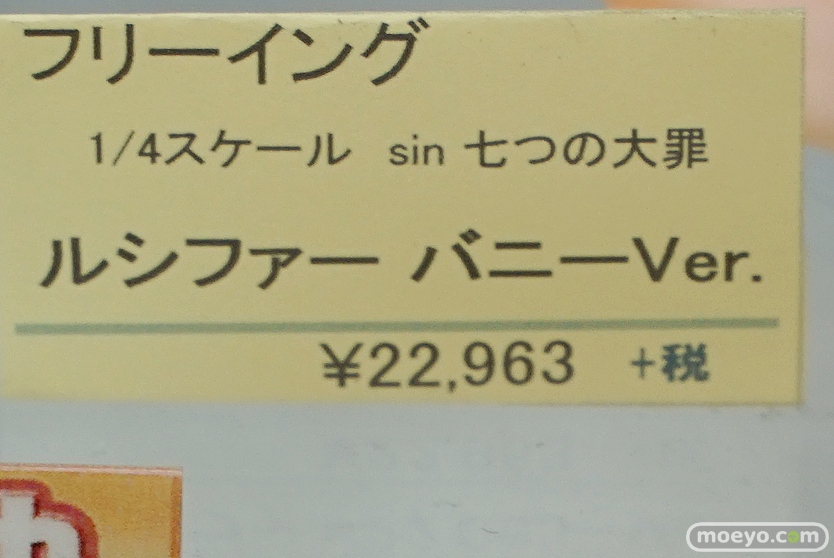 フリーイング
1/4スケール sin 七つの大罪
ルシファー バニーVer.
¥22,963 +税
moeyo.com